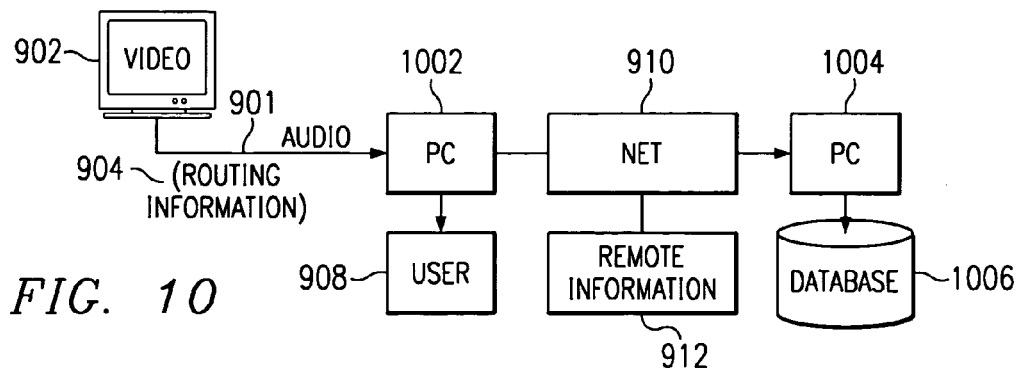 902
VIDEO
901
AUDIO
904
(ROUTING
INFORMATION)
1002
PC
910
NET
1004
PC
908
USER
REMOTE
INFORMATION
912
DATABASE
1006
FIG. 10